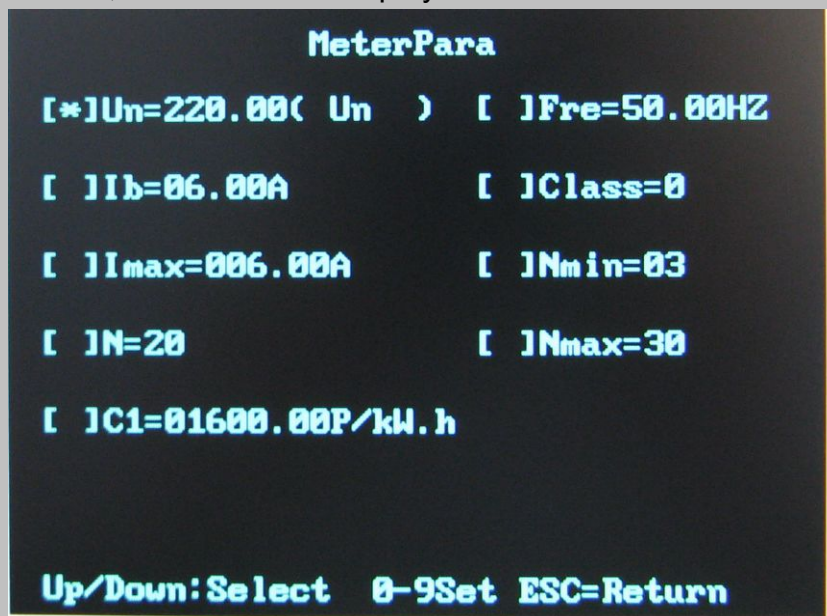 MeterPara
[*]Un=220.00( Un  )  [ ]Fre=50.00HZ
[ ]Ib=06.00A  [ ]Class=0
[ ]Imax=006.00A  [ ]Nmin=03
[ ]N=20  [ ]Nmax=30
[ ]C1=01600.00P/kW.h
Up/Down:Select  0-9Set ESC=Return